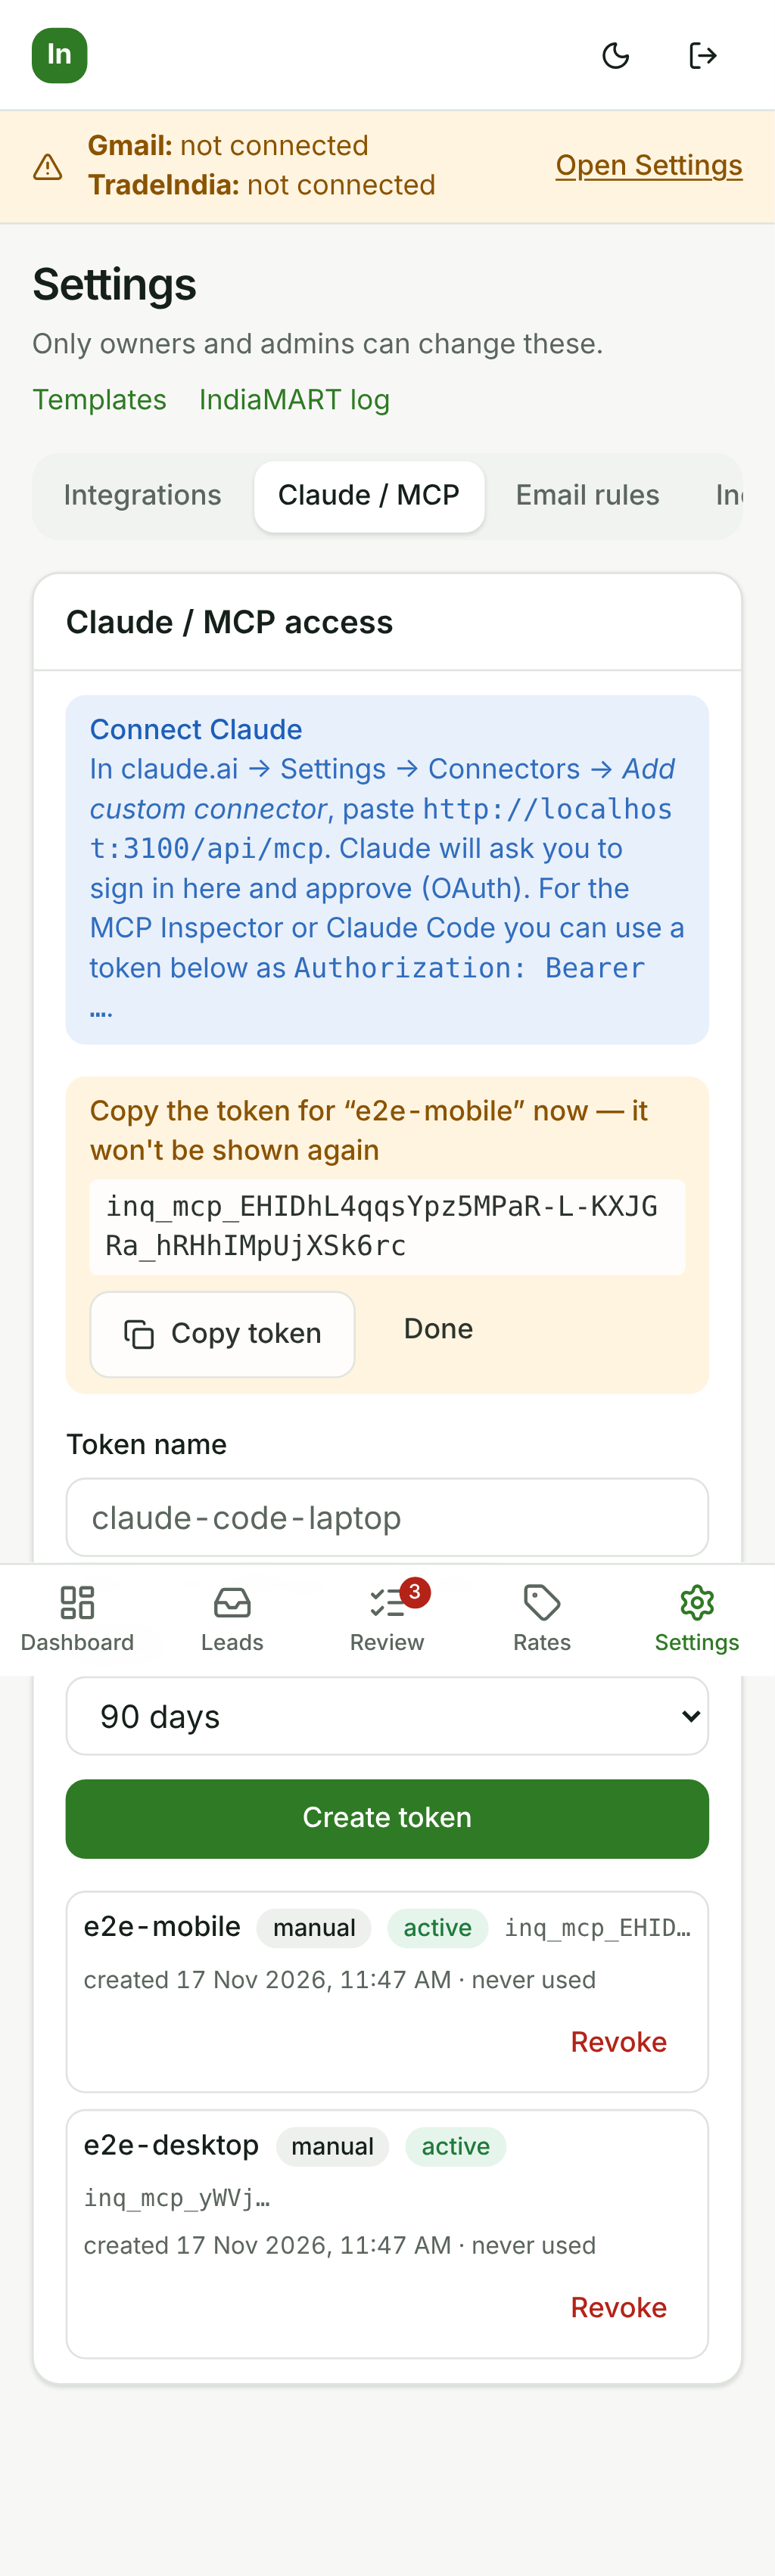 In
Gmail: not connected
TradeIndia: not connected
Open Settings
Settings
Only owners and admins can change these.
Templates IndiaMART log
Integrations Claude / MCP Email rules In
Claude / MCP access
Connect Claude
In claude.ai → Settings → Connectors → Add
custom connector, paste http://localhos
t:3100/api/mcp. Claude will ask you to
sign in here and approve (OAuth). For the
MCP Inspector or Claude Code you can use a
token below as Authorization: Bearer
….
Copy the token for “e2e-mobile” now — it
won't be shown again
inq_mcp_EHIDhL4qqsYpz5MPaR-L-KXJG
Ra_hRHhIMpUjXSk6rc
Copy token Done
Token name
claude-code-laptop
3
Dashboard Leads Review Rates Settings
90 days
Create token
e2e-mobile manual active inq_mcp_EHID…
created 17 Nov 2026, 11:47 AM · never used
Revoke
e2e-desktop manual active
inq_mcp_yWVj…
created 17 Nov 2026, 11:47 AM · never used
Revoke